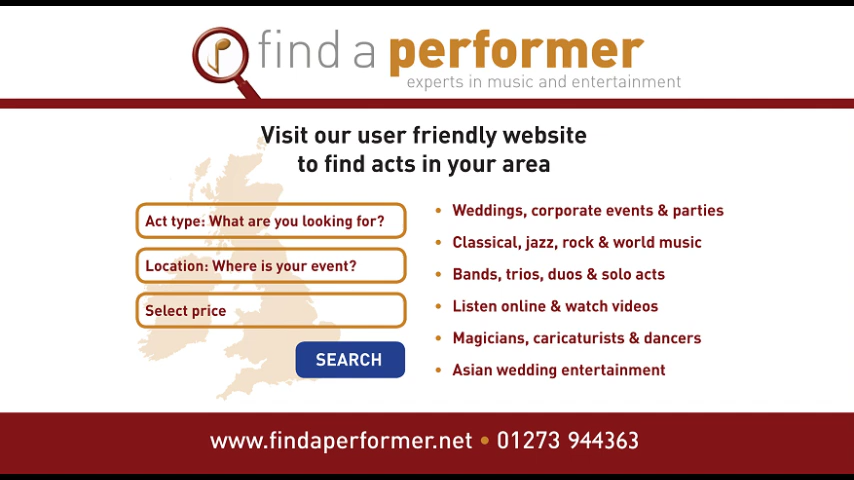 find a performer
experts in music and entertainment
Visit our user friendly website
to find acts in your area
Act type: What are you looking for?
Location: Where is your event?
Select price
SEARCH
• Weddings, corporate events & parties
• Classical, jazz, rock & world music
• Bands, trios, duos & solo acts
• Listen online & watch videos
• Magicians, caricaturists & dancers
• Asian wedding entertainment
www.findaperformer.net • 01273 944363